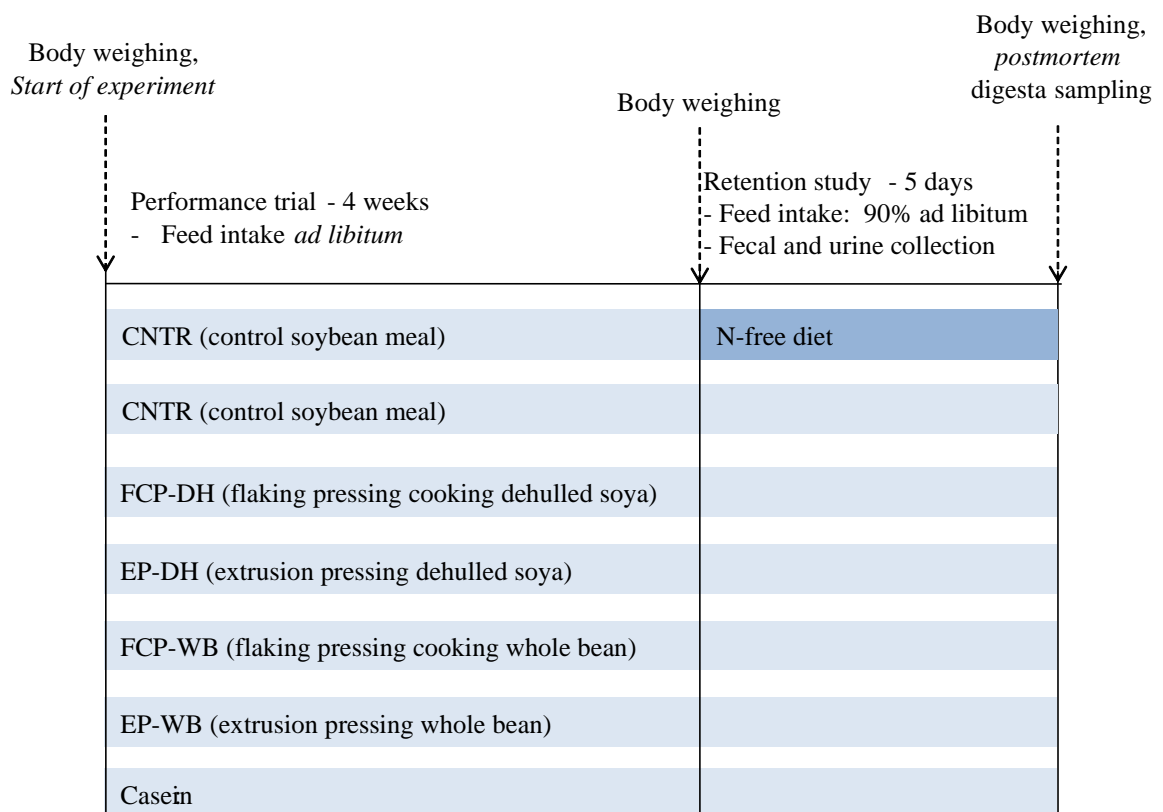 Body weighing,
Start of experiment
Body weighing
Body weighing,
postmortem
digesta sampling
Performance trial - 4 weeks
- Feed intake ad libitum
Retention study - 5 days
- Feed intake: 90% ad libitum
- Fecal and urine collection
CNTR (control soybean meal)
N-free diet
CNTR (control soybean meal)
FCP-DH (flaking pressing cooking dehulled soya)
EP-DH (extrusion pressing dehulled soya)
FCP-WB (flaking pressing cooking whole bean)
EP-WB (extrusion pressing whole bean)
Casein